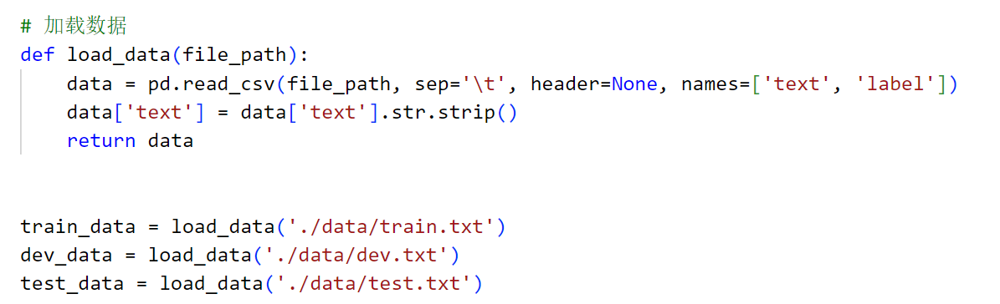 # 加载数据
def load_data(file_path):
    data = pd.read_csv(file_path, sep='\t', header=None, names=['text', 'label'])
    data['text'] = data['text'].str.strip()
    return data
train_data = load_data('./data/train.txt')
dev_data = load_data('./data/dev.txt')
test_data = load_data('./data/test.txt')